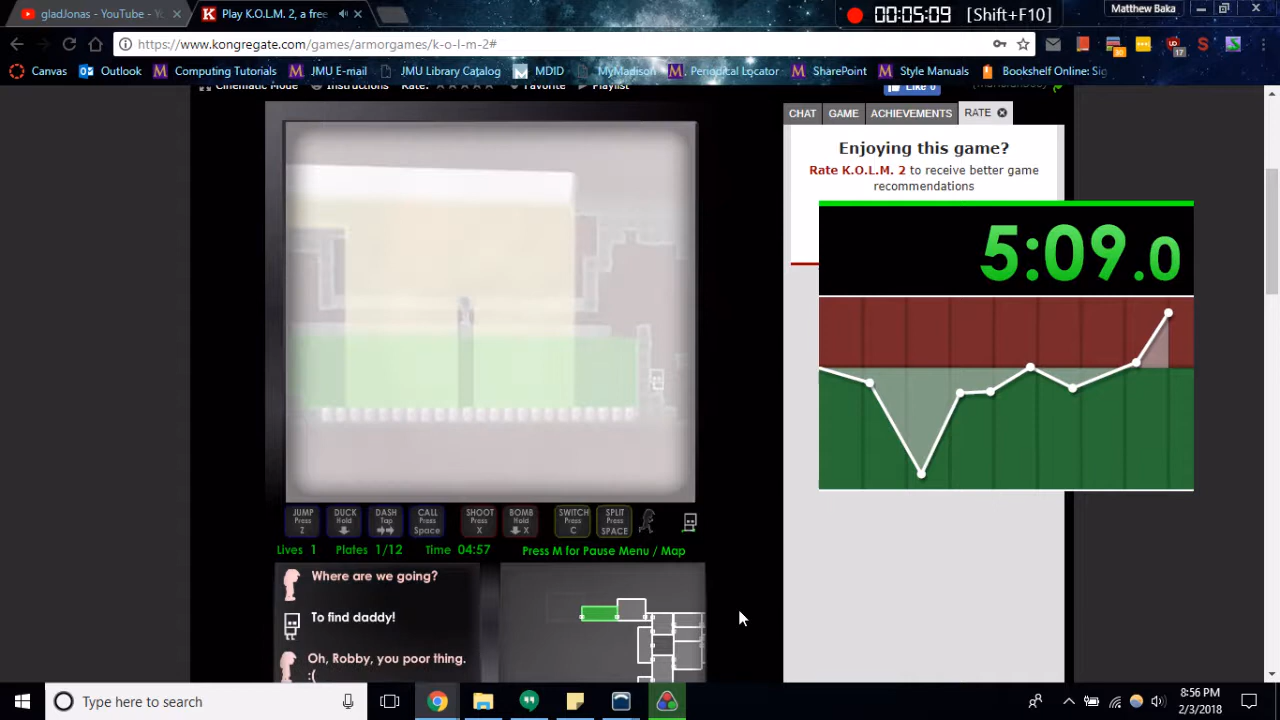 gladJonas - YouTube - Yo
Play K.O.L.M. 2, a free
00:05:09 [Shift+F10]
Matthew Baka
https://www.kongregate.com/games/armorgames/k-o-l-m-2#
Canvas Outlook Computing Tutorials JMU E-mail JMU Library Catalog MDID MyMadison Periodical Locator SharePoint Style Manuals Bookshelf Online: Sig
Cinematic Mode Instructions Rate: Favorite Playlist
Like 0
CHAT GAME ACHIEVEMENTS RATE
Enjoying this game?
Rate K.O.L.M. 2 to receive better game
recommendations
5:09.0
JUMP Press Z
DUCK Hold
DASH Tap
CALL Press Space
SHOOT Press X
BOMB Hold X
SWITCH Press C
SPLIT Press SPACE
Lives 1 Plates 1/12 Time 04:57 Press M for Pause Menu / Map
Where are we going?
To find daddy!
Oh, Robby, you poor thing.
:(
Type here to search
8:56 PM
2/3/2018